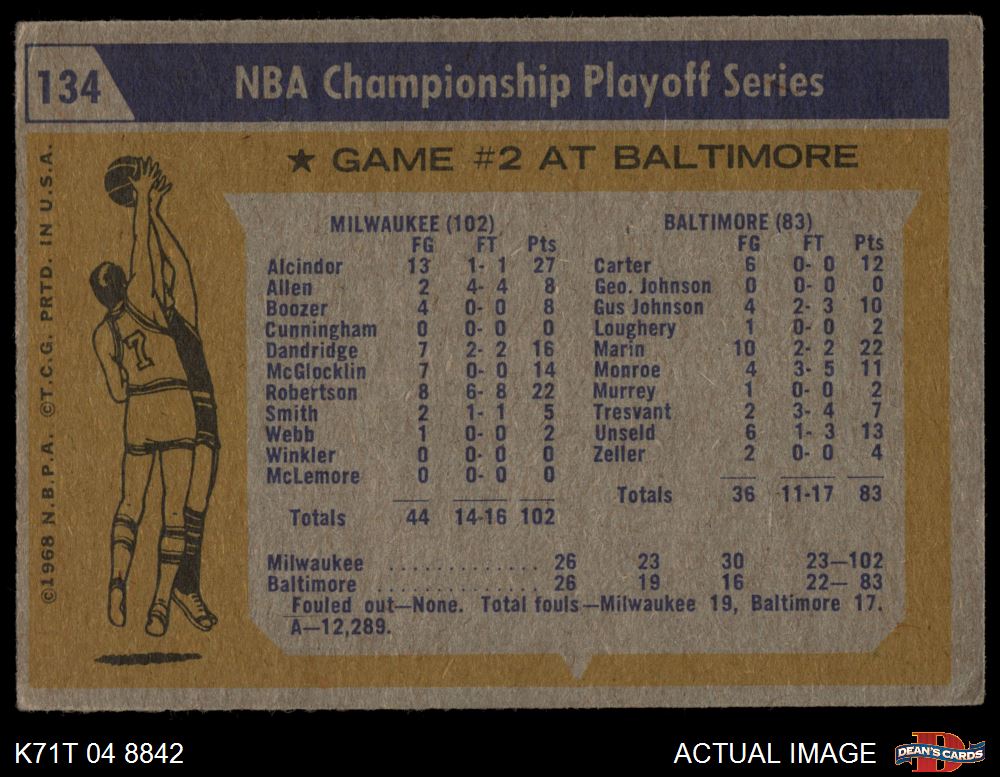 134
NBA Championship Playoff Series
★ GAME #2 AT BALTIMORE
©1968 N.B.P.A. ©T.C.G. PRTD. IN U.S.A.
7
MILWAUKEE (102)
FG FT Pts
Alcindor 13 1- 1 27
Allen 2 4- 4 8
Boozer 4 0- 0 8
Cunningham 0 0- 0 0
Dandridge 7 2- 2 16
McGlocklin 7 0- 0 14
Robertson 8 6- 8 22
Smith 2 1- 1 5
Webb 1 0- 0 2
Winkler 0 0- 0 0
McLemore 0 0- 0 0
Totals 44 14-16 102
BALTIMORE (83)
FG FT Pts
Carter 6 0- 0 12
Geo. Johnson 0 0- 0 0
Gus Johnson 4 2- 3 10
Loughery 1 0- 0 2
Marin 10 2- 2 22
Monroe 4 3- 5 11
Murrey 1 0- 0 2
Tresvant 2 3- 4 7
Unseld 6 1- 3 13
Zeller 2 0- 0 4
Totals 36 11-17 83
Milwaukee . . . . . . . . . . . . . 26 23 30 23—102
Baltimore . . . . . . . . . . . . . 26 19 16 22— 83
Fouled out—None. Total fouls—Milwaukee 19, Baltimore 17.
A—12,289.
K71T 04 8842
ACTUAL IMAGE
D
DEAN'S CARDS